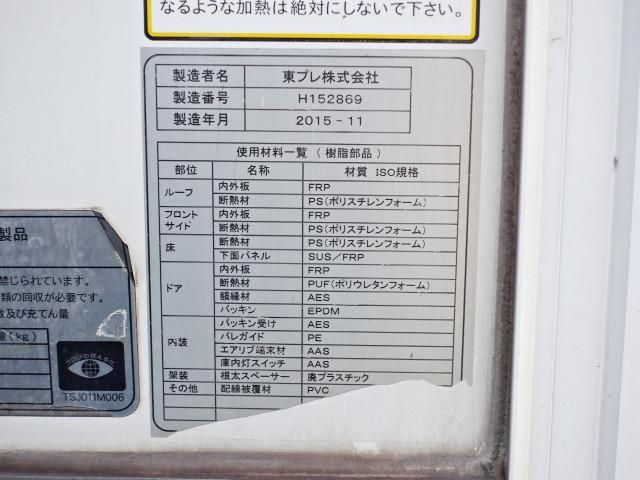 なるような加熱は絶対にしないで下さい。
製造者名 東プレ株式会社
製造番号 H152869
製造年月 2015-11
使用材料一覧 ( 樹脂部品 )
部位 名称 材質 ISO規格
ルーフ 内外板 FRP
断熱材 PS(ポリスチレンフォーム)
フロント サイド 内外板 FRP
断熱材 PS(ポリスチレンフォーム)
床 断熱材 PS(ポリスチレンフォーム)
下面パネル SUS/FRP
ドア 内外板 FRP
断熱材 PUF(ポリウレタンフォーム)
額縁材 AES
パッキン EPDM
内装 パッキン受け AES
バレガイド PE
エアリブ端末材 AAS
庫内灯スイッチ AAS
架装 根太スペーサー 廃プラスチック
その他 配線被覆材 PVC
製品
禁じられています。
類の回収が必要です。
数及び充てん量
(kg)
TSJ011M006